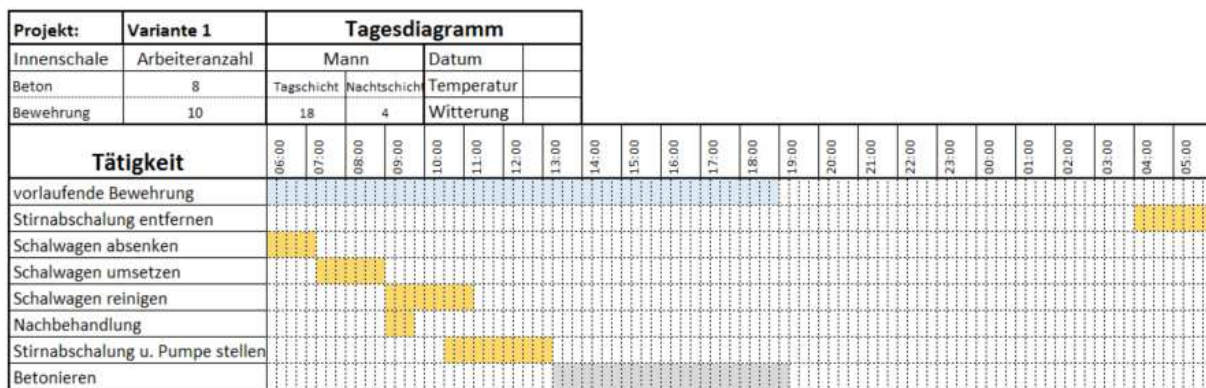 Projekt: Variante 1 Tagesdiagramm
Innenschale Arbeiteranzahl Mann Datum
Beton 8 Tagschicht Nachtschicht Temperatur
Bewehrung 10 18 4 Witterung
Tätigkeit 06:00 07:00 08:00 09:00 10:00 11:00 12:00 13:00 14:00 15:00 16:00 17:00 18:00 19:00 20:00 21:00 22:00 23:00 00:00 01:00 02:00 03:00 04:00 05:00
vorlaufende Bewehrung
Stirnabschalung entfernen
Schalwagen absenken
Schalwagen umsetzen
Schalwagen reinigen
Nachbehandlung
Stirnabschalung u. Pumpe stellen
Betonieren